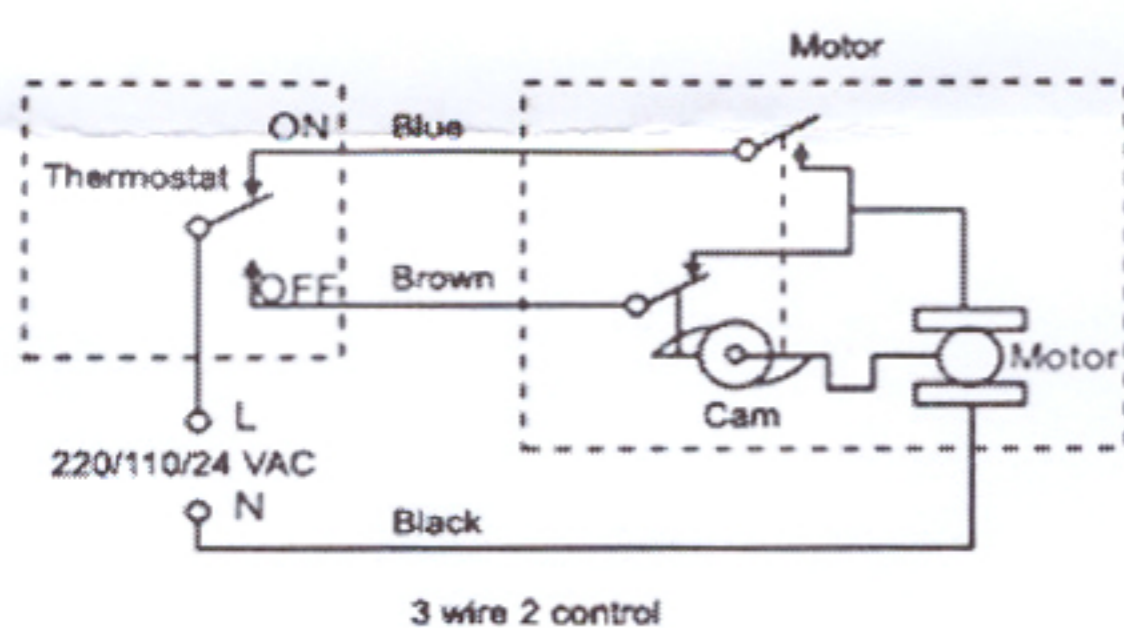 Motor
ON
Blue
Thermostat
OFF
Brown
Motor
Cam
L
220/110/24 VAC
N
Black
3 wire 2 control